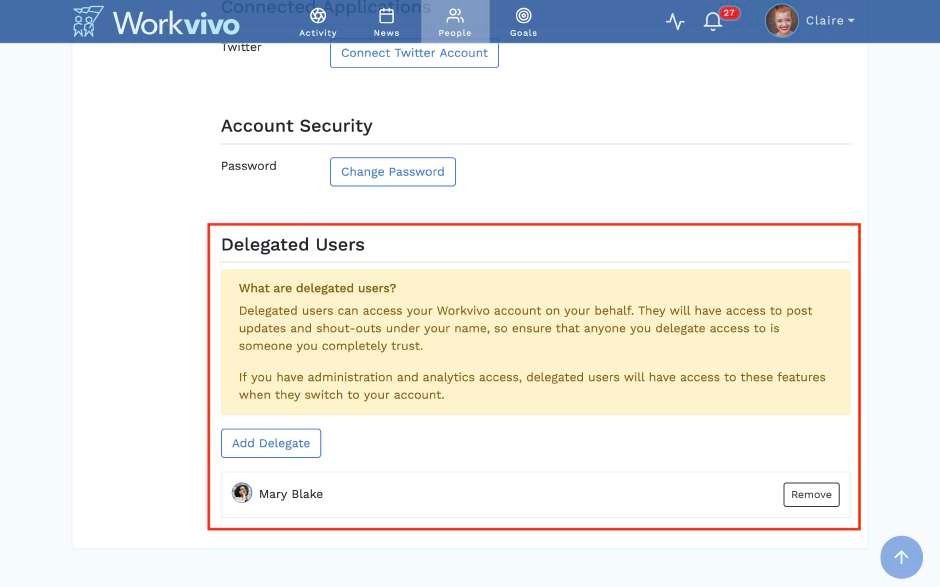 Connected Applications
Workvivo
Activity
News
People
Goals
27
Claire
Twitter
Connect Twitter Account
Account Security
Password
Change Password
Delegated Users
What are delegated users?
Delegated users can access your Workvivo account on your behalf. They will have access to post
updates and shout-outs under your name, so ensure that anyone you delegate access to is
someone you completely trust.
If you have administration and analytics access, delegated users will have access to these features
when they switch to your account.
Add Delegate
Mary Blake
Remove